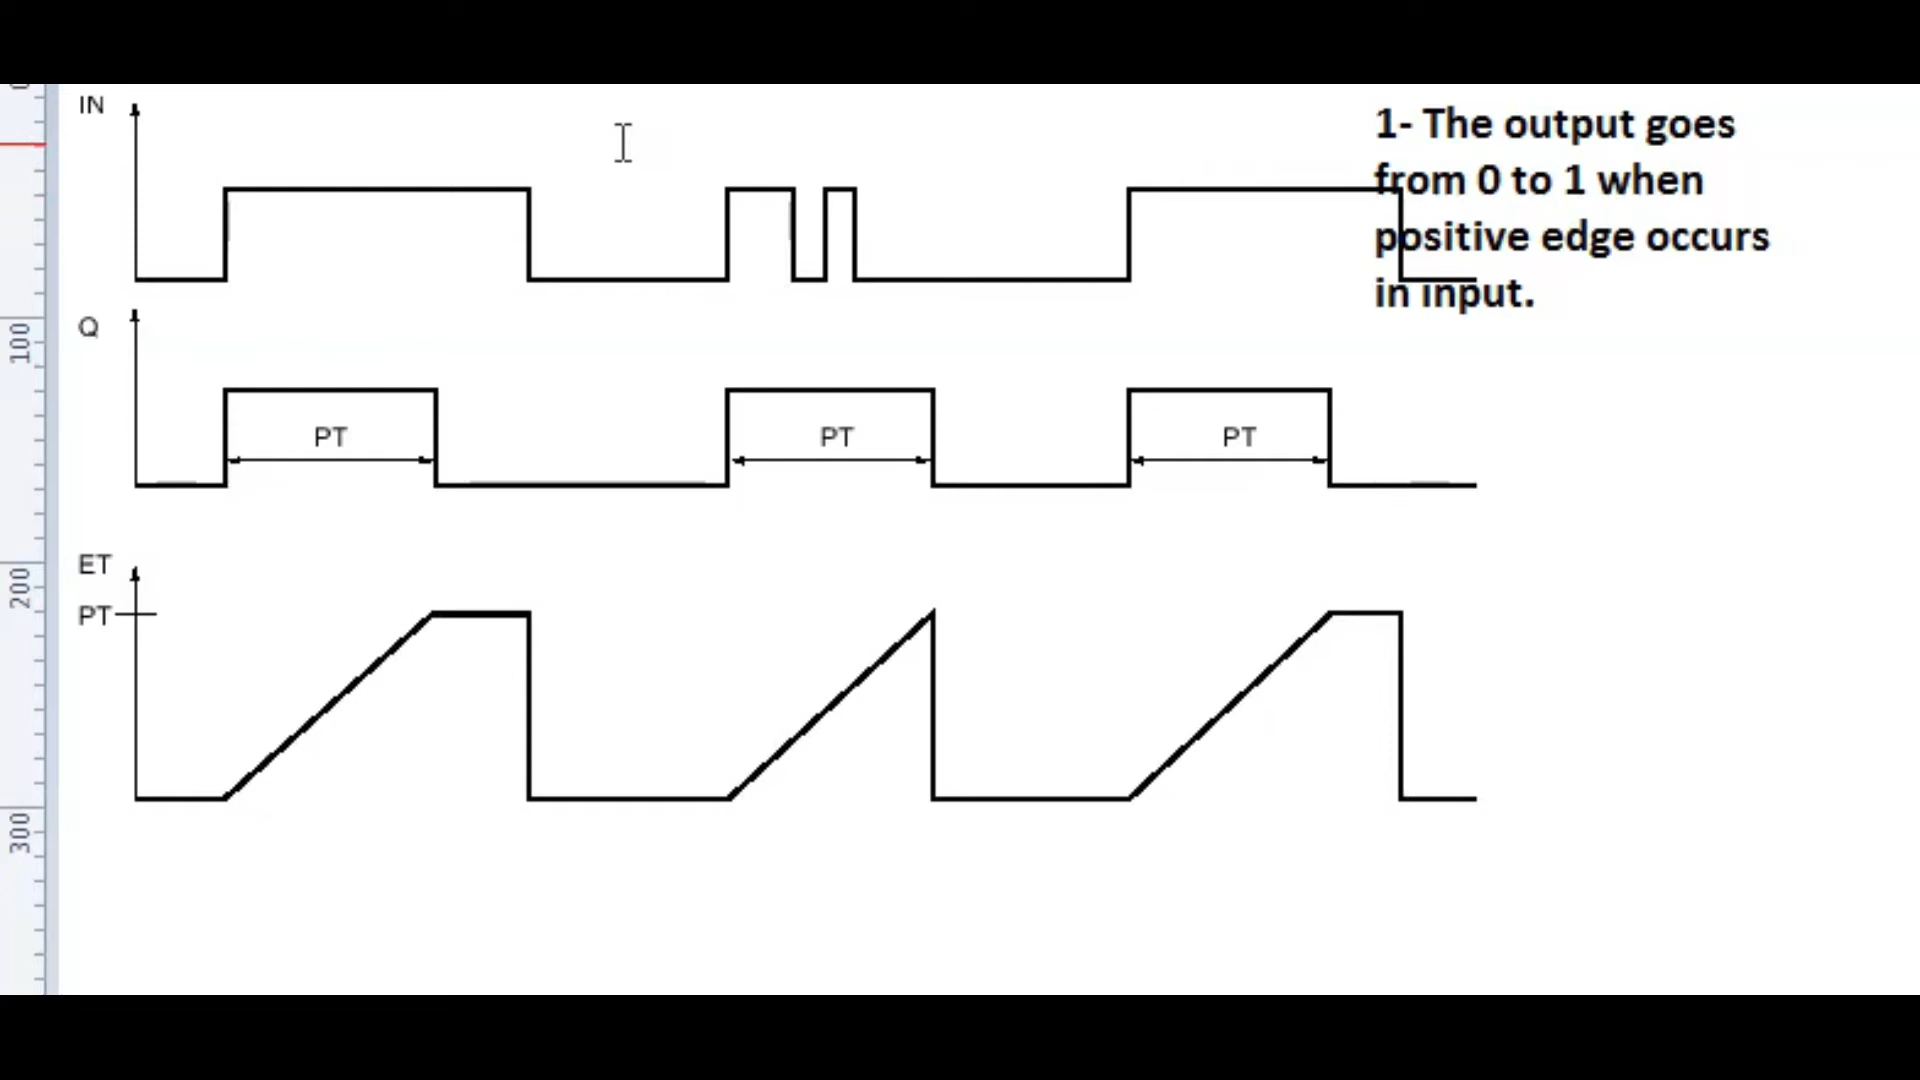 IN
1- The output goes
from 0 to 1 when
positive edge occurs
in input.
Q
100
PT PT PT
ET
200
PT
300